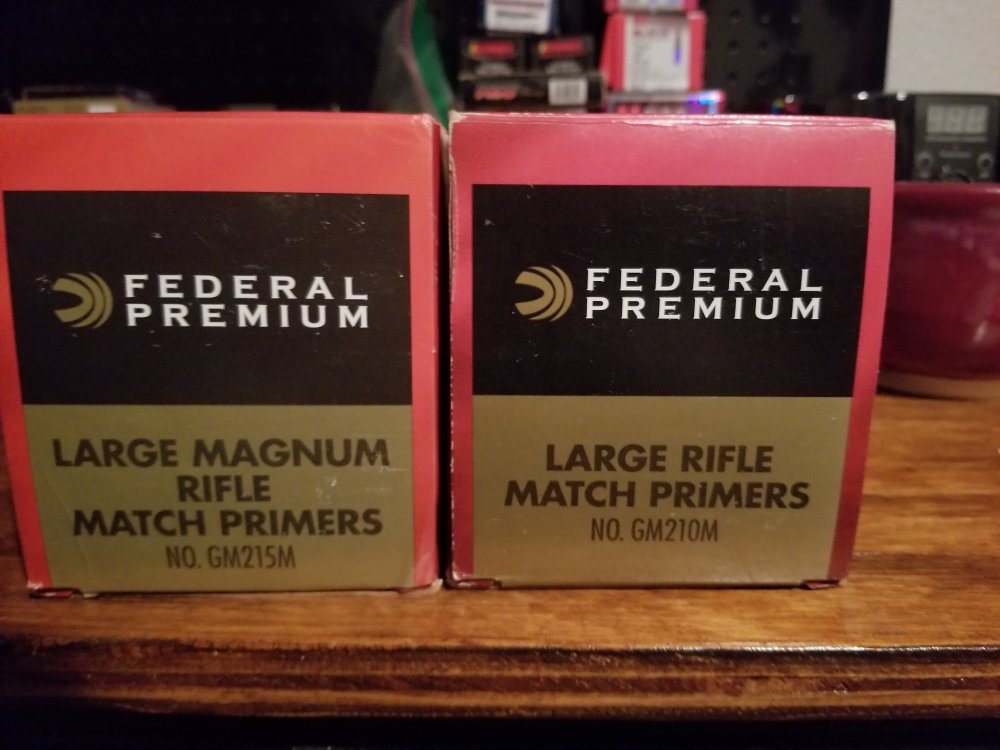 FEDERAL
PREMIUM
LARGE MAGNUM
RIFLE
MATCH PRIMERS
NO. GM215M
FEDERAL
PREMIUM
LARGE RIFLE
MATCH PRIMERS
NO. GM210M